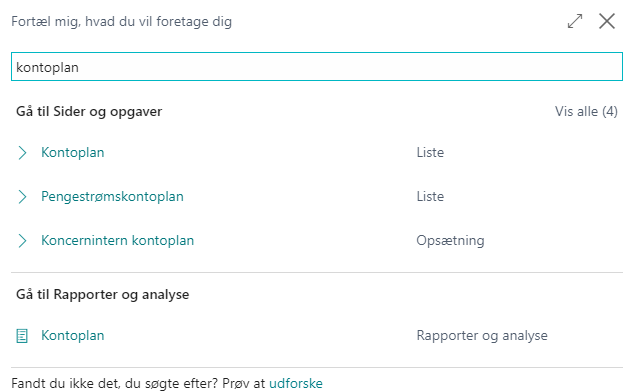 Fortæl mig, hvad du vil foretage dig
kontoplan
Gå til Sider og opgaver Vis alle (4)
Kontoplan Liste
Pengestrømskontoplan Liste
Koncernintern kontoplan Opsætning
Gå til Rapporter og analyse
Kontoplan Rapporter og analyse
Fandt du ikke det, du søgte efter? Prøv at udforske